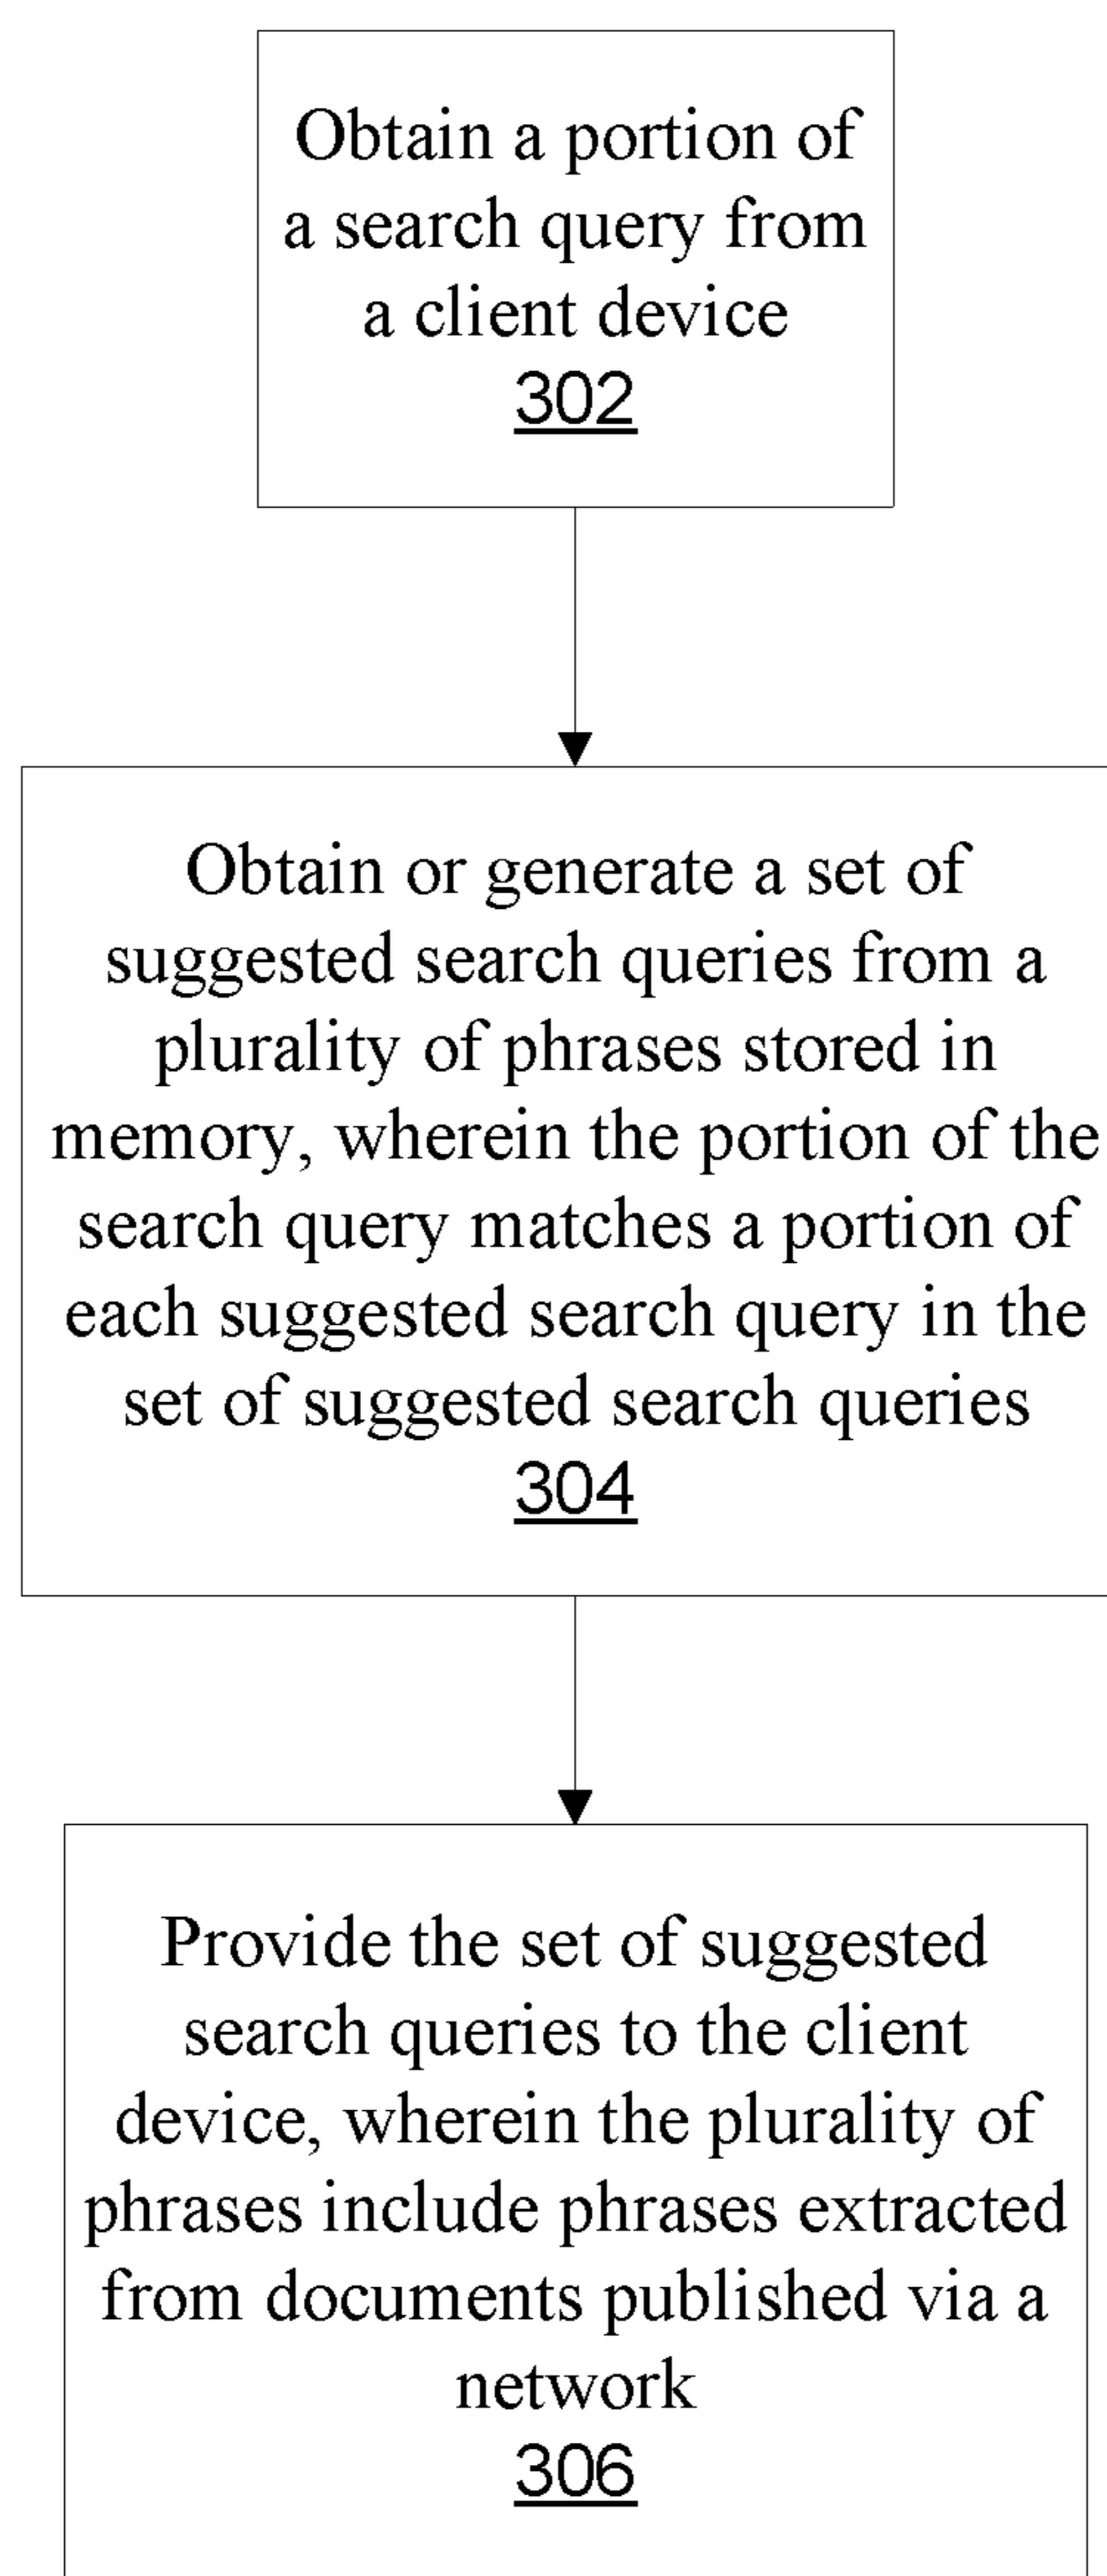 Obtain a portion of
a search query from
a client device
302
Obtain or generate a set of
suggested search queries from a
plurality of phrases stored in
memory, wherein the portion of the
search query matches a portion of
each suggested search query in the
set of suggested search queries
304
Provide the set of suggested
search queries to the client
device, wherein the plurality of
phrases include phrases extracted
from documents published via a
network
306